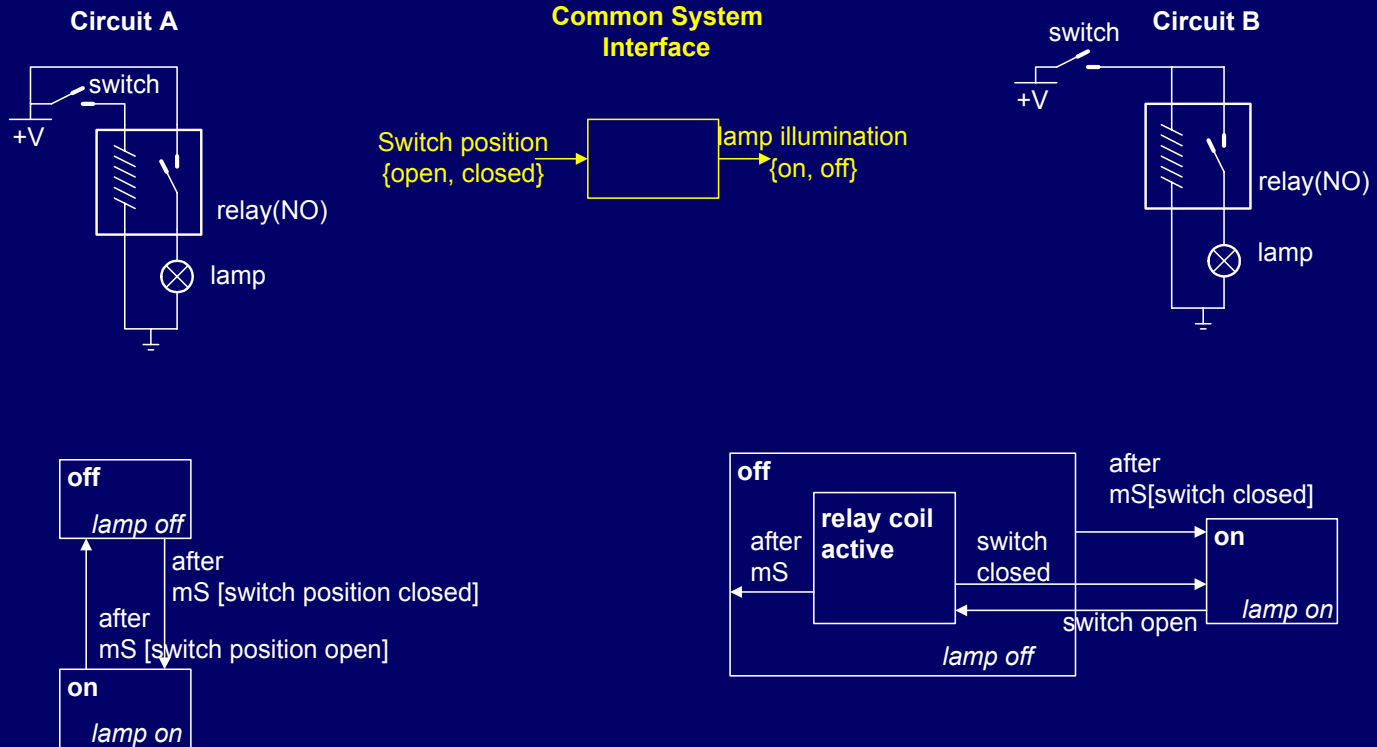 Circuit A
switch
+V
relay(NO)
lamp
Common System
Interface
Switch position
{open, closed}
lamp illumination
{on, off}
Circuit B
switch
+V
relay(NO)
lamp
off
lamp off
after
mS [switch position closed]
after
mS [switch position open]
on
lamp on
off
relay coil
active
after
mS
switch
closed
after
mS[switch closed]
on
lamp on
switch open
lamp off